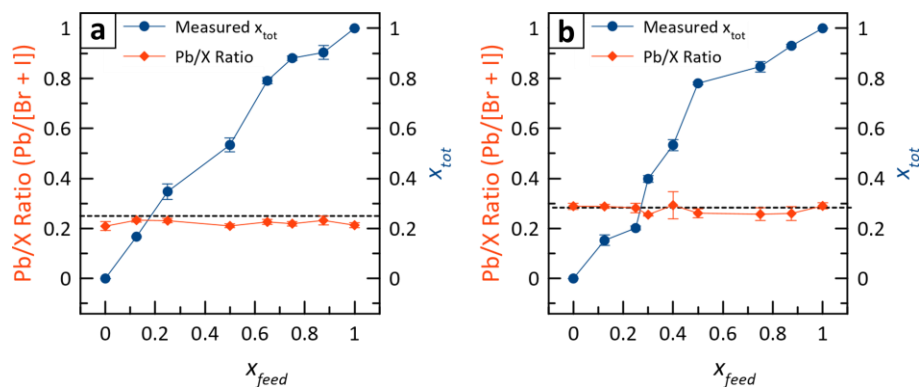 a
Measured x_tot
Pb/X Ratio
Pb/X Ratio (Pb/[Br + I])
1
0.8
0.6
0.4
0.2
0
1
0.8
0.6
0.4
0.2
0
x_tot
0 0.2 0.4 0.6 0.8 1
x_feed
b
Measured x_tot
Pb/X Ratio
Pb/X Ratio (Pb/[Br + I])
1
0.8
0.6
0.4
0.2
0
1
0.8
0.6
0.4
0.2
0
x_tot
0 0.2 0.4 0.6 0.8 1
x_feed